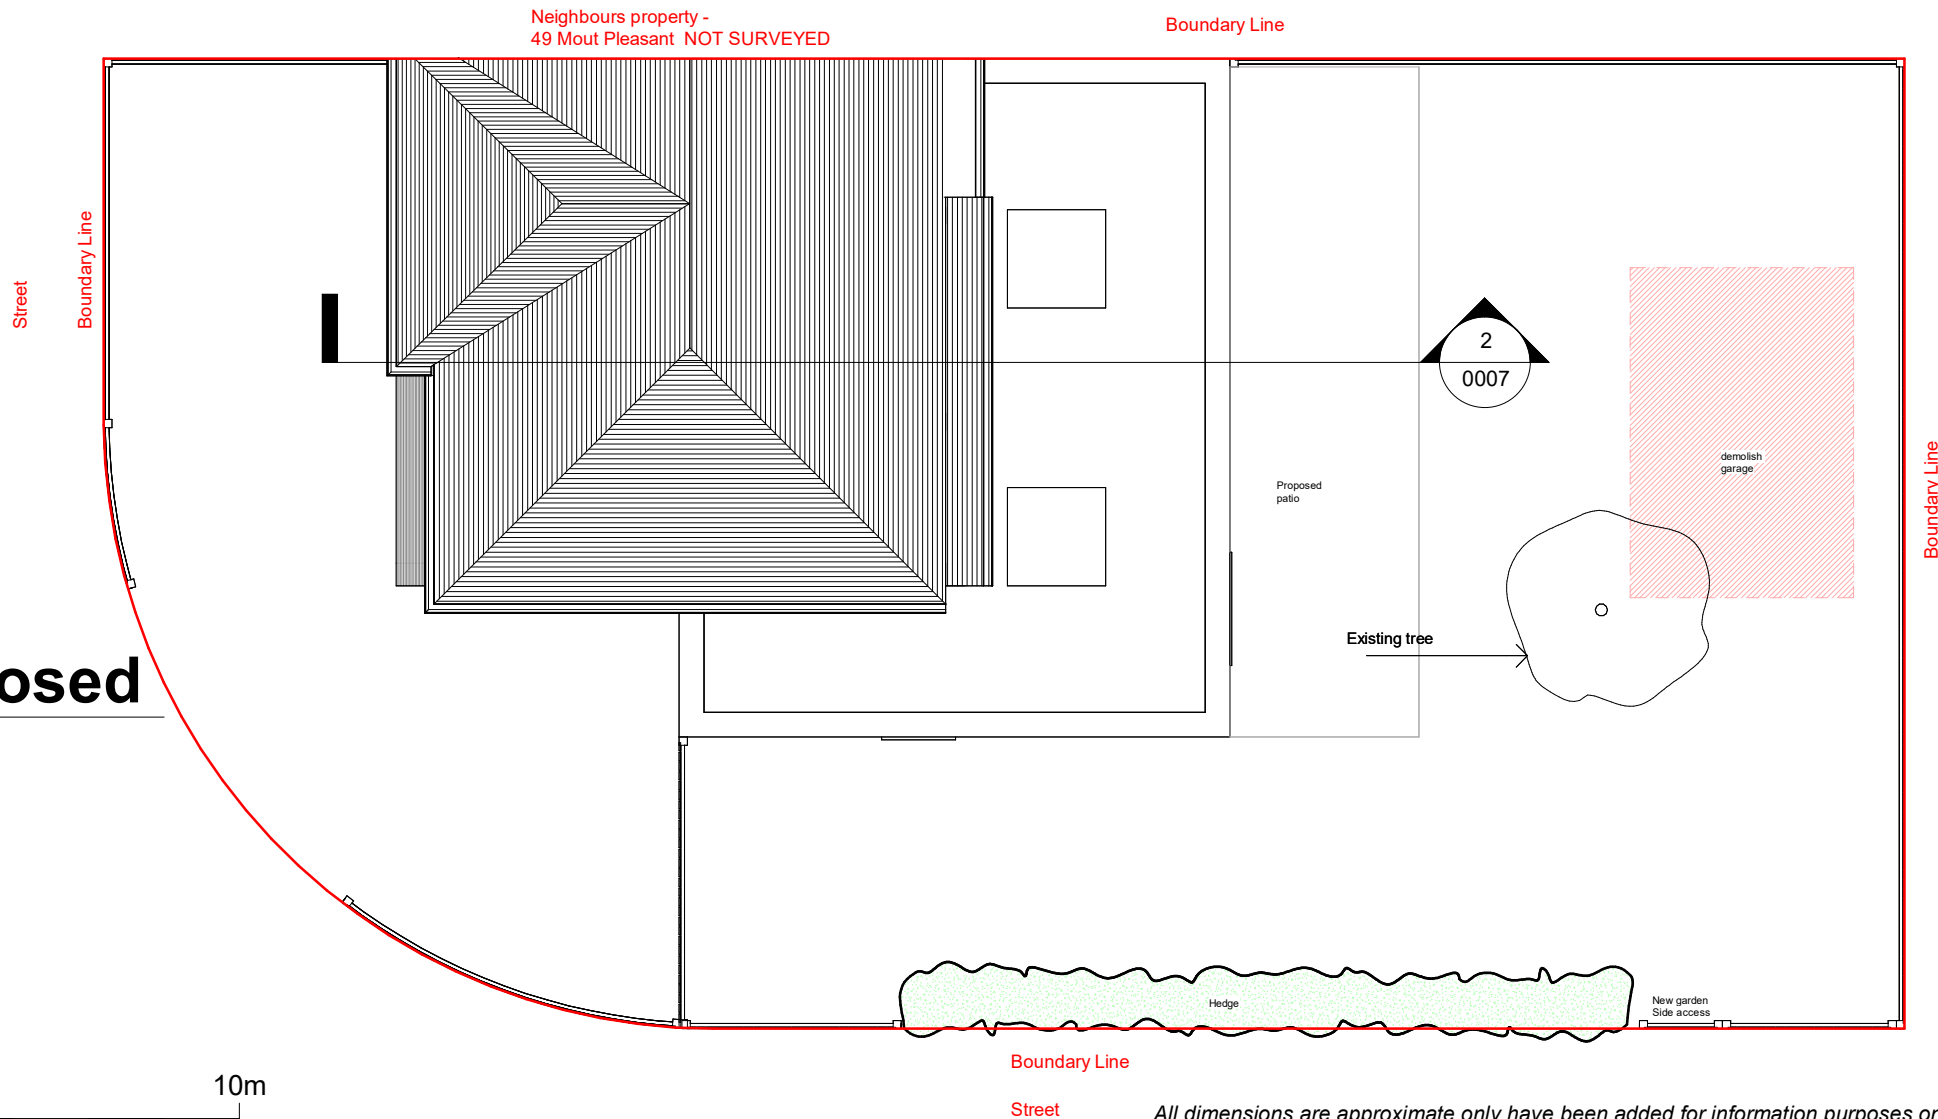 Neighbours property -
49 Mout Pleasant NOT SURVEYED
Boundary Line
Street
Boundary Line
2
0007
demolish
garage
Boundary Line
Proposed
patio
Existing tree
osed
Hedge
New garden
Side access
Boundary Line
10m
Street
All dimensions are approximate only have been added for information purposes or